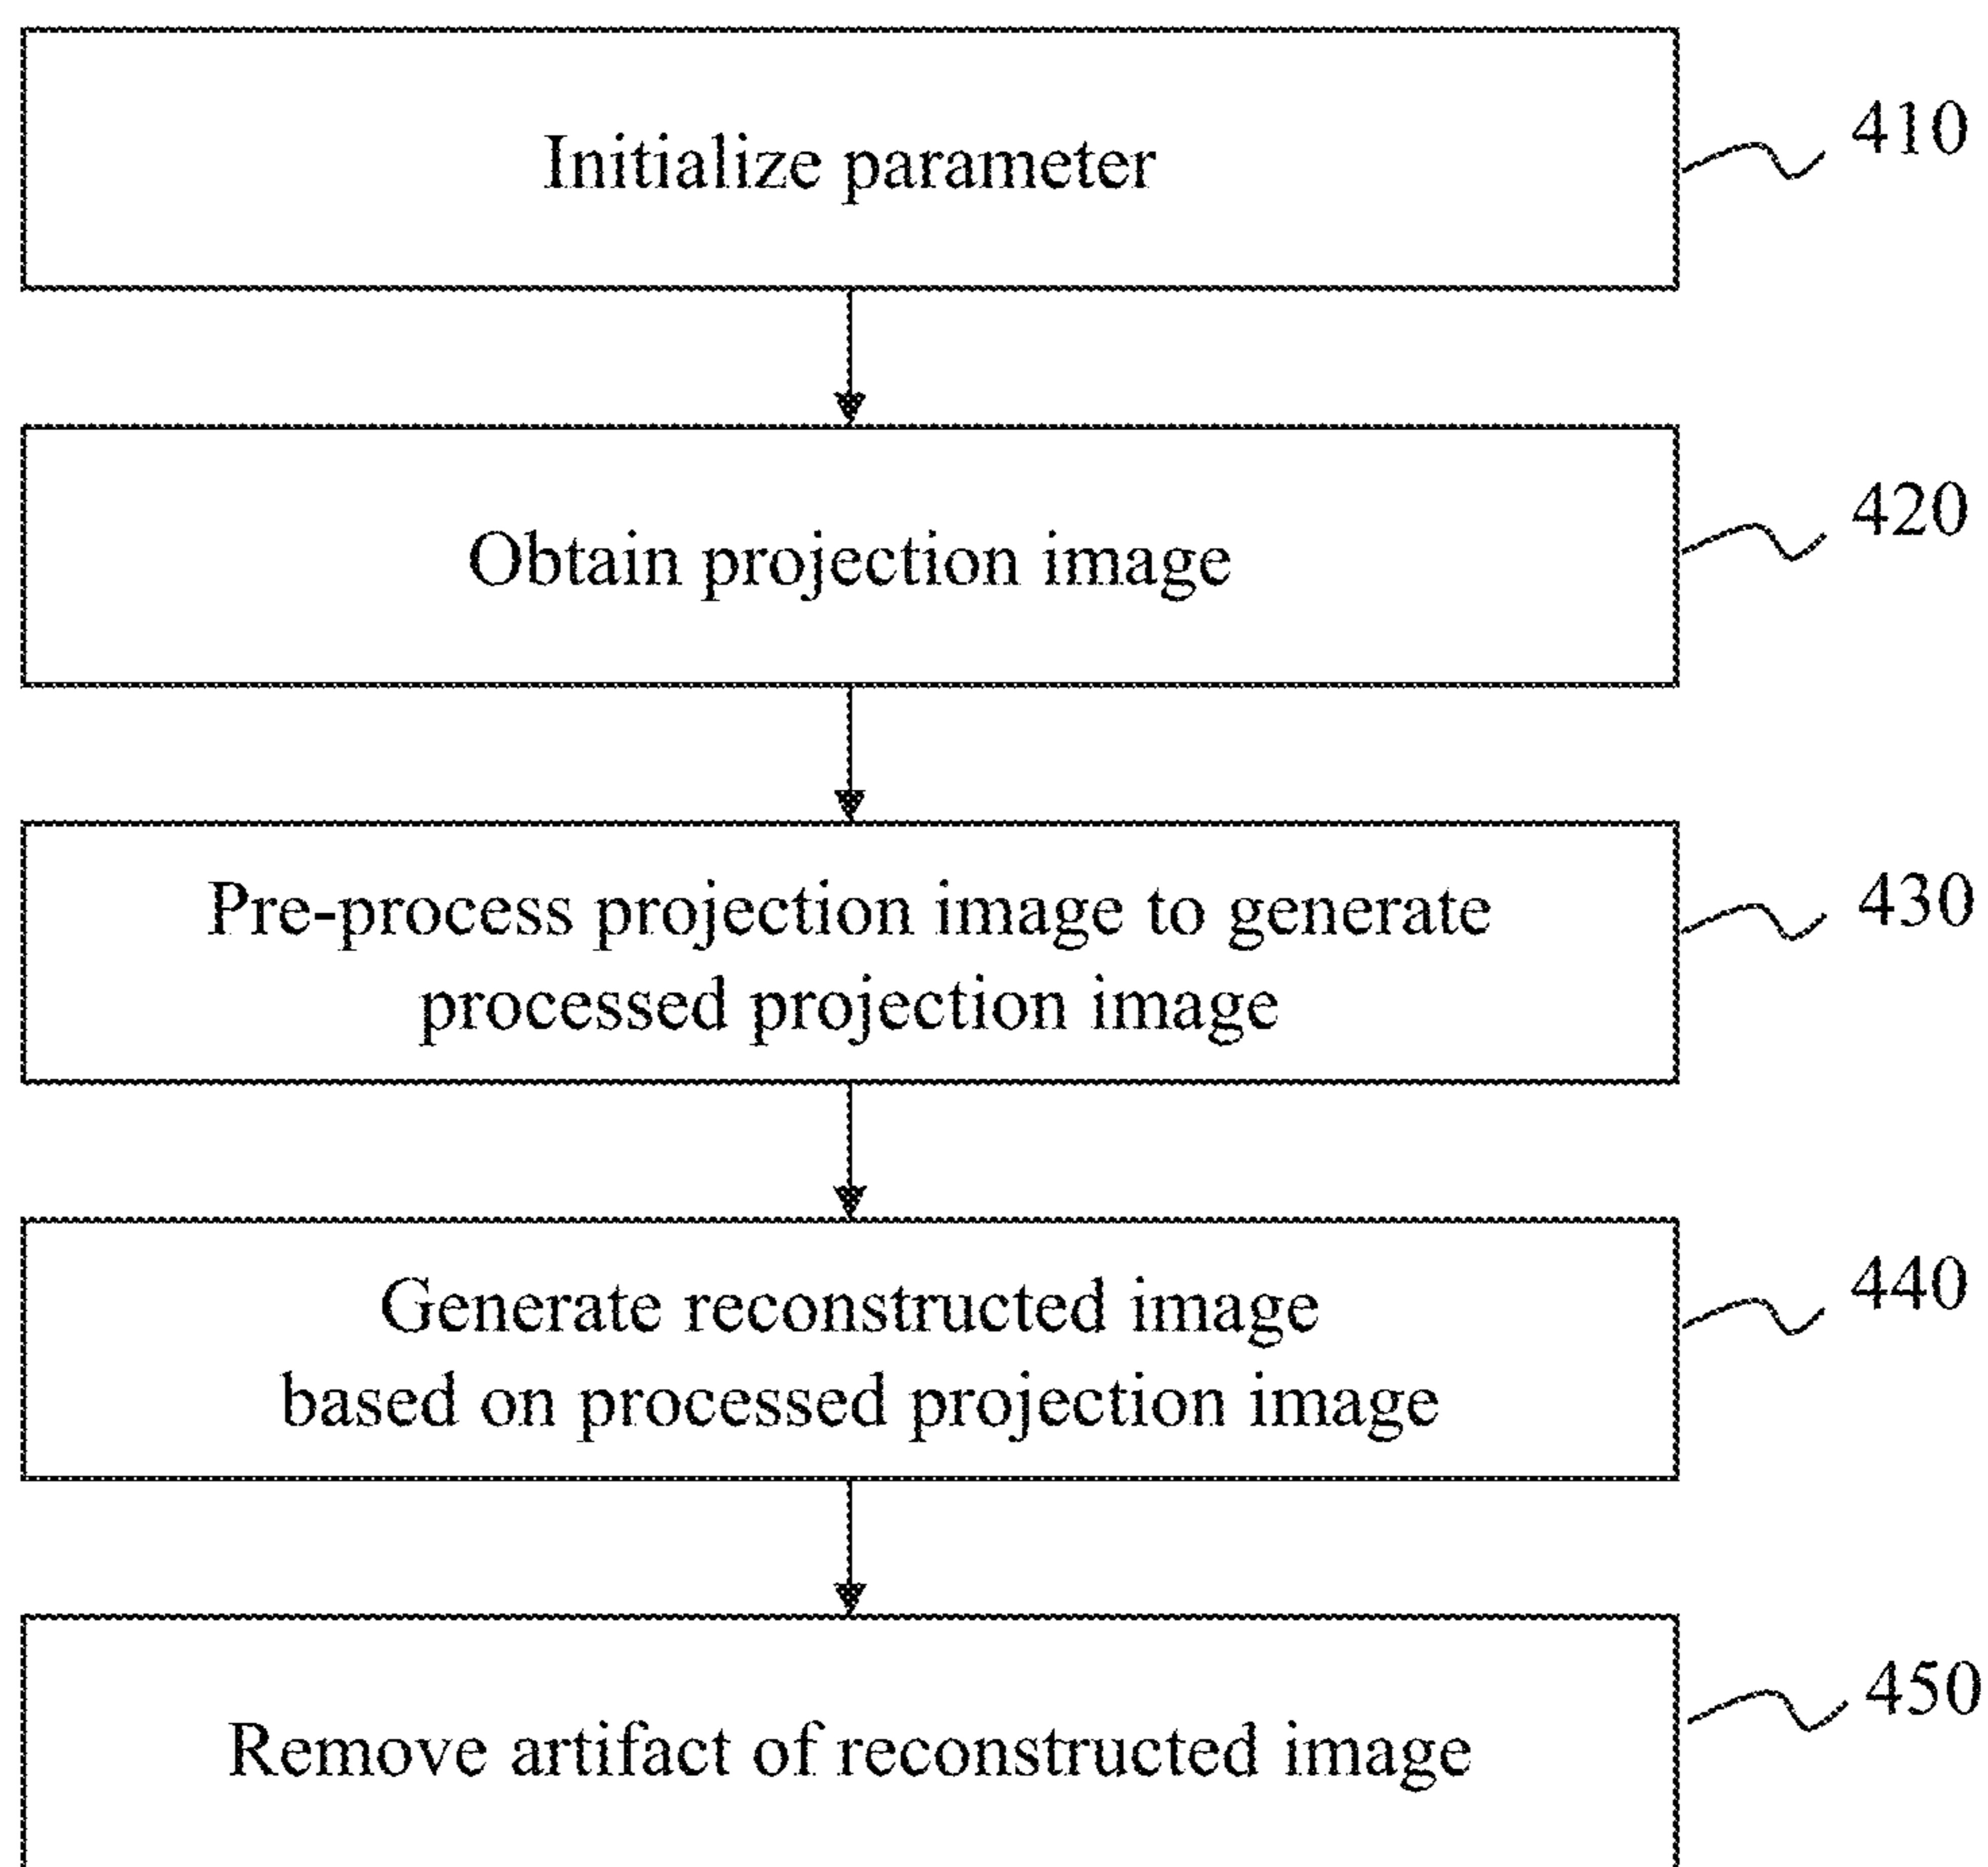 Initialize parameter
410
Obtain projection image
420
Pre-process projection image to generate
processed projection image
430
Generate reconstructed image
based on processed projection image
440
Remove artifact of reconstructed image
450